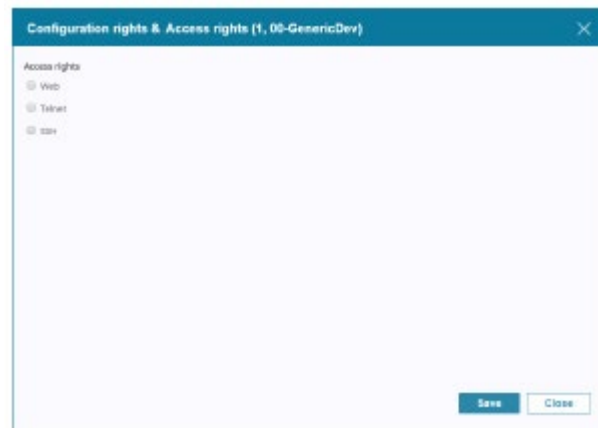 Configuration rights & Access rights (1, 00-GenericDev)
Access rights
Web
Telnet
SSH
Save
Close